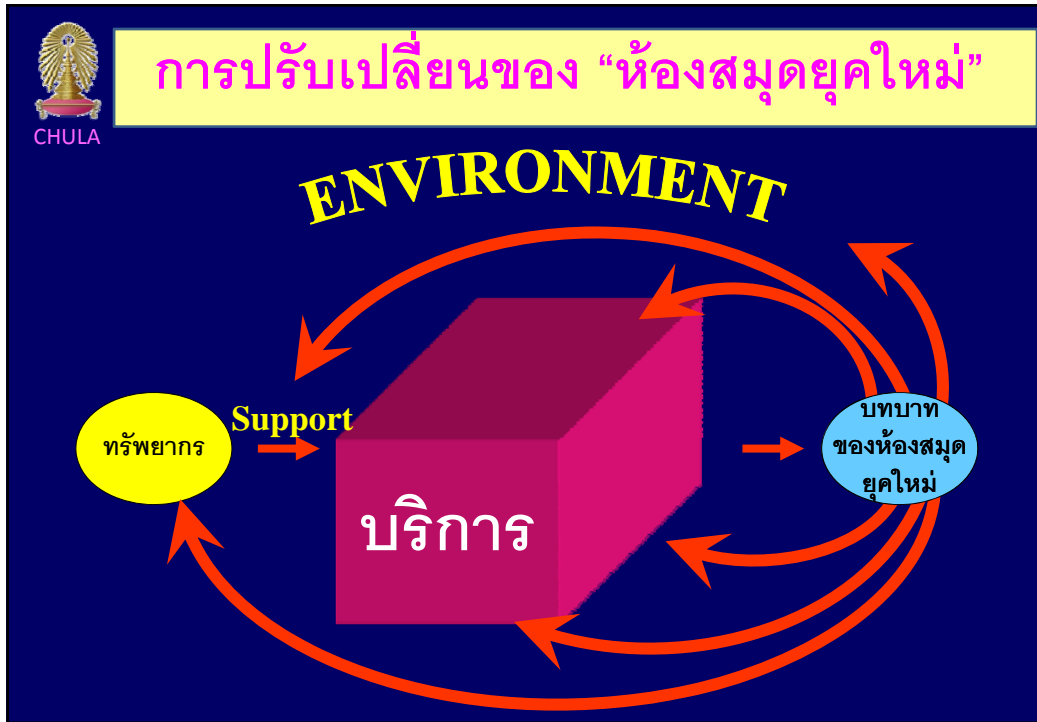 การปรับเปลี่ยนของ “ห้องสมุดยุคใหม่”
CHULA
ENVIRONMENT
Support
ทรัพยากร
บริการ
บทบาท
ของห้องสมุด
ยุคใหม่